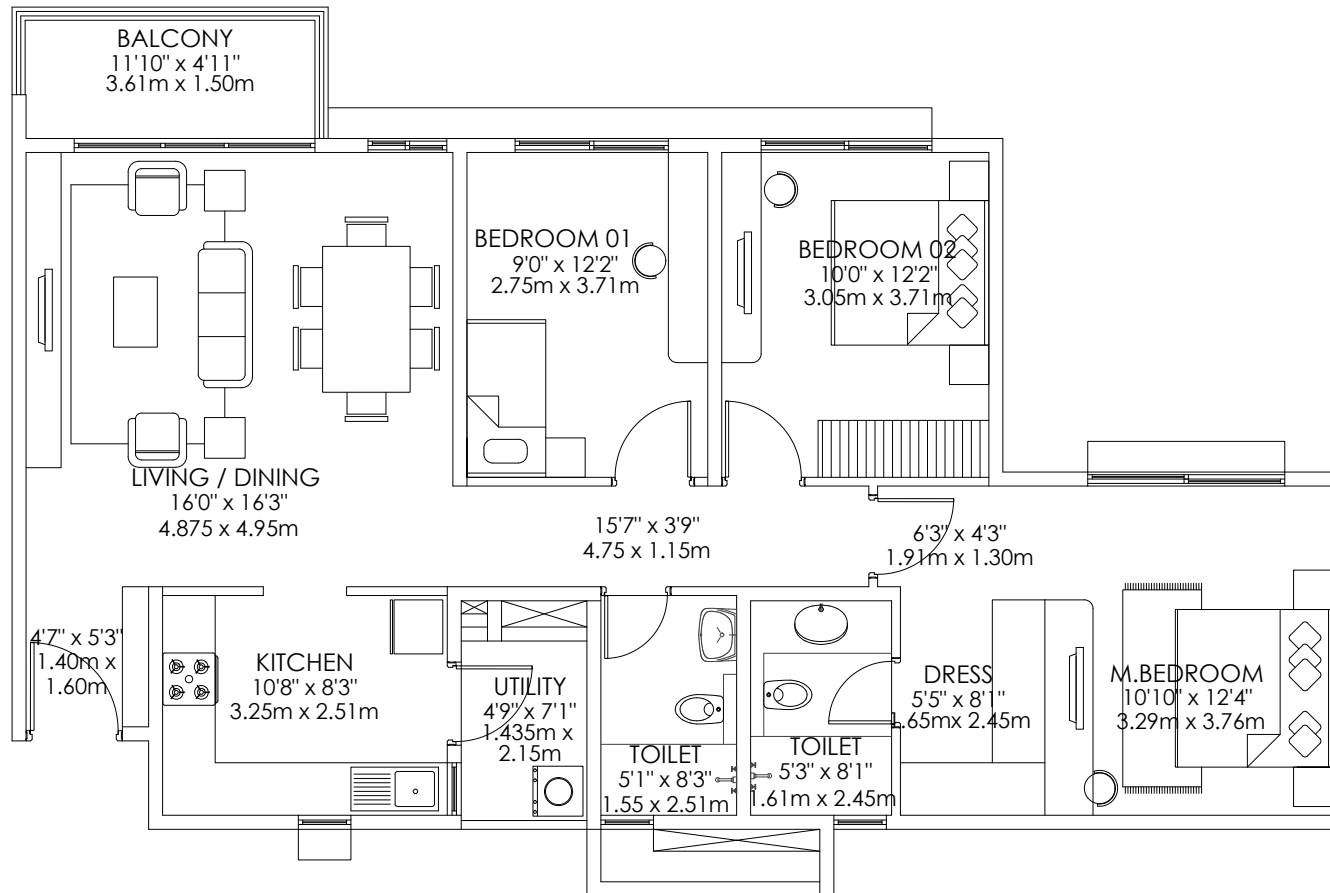 BALCONY
11'10" x 4'11"
3.61m x 1.50m
BEDROOM 01
9'0" x 12'2"
2.75m x 3.71m
BEDROOM 02
10'0" x 12'2"
3.05m x 3.71m
LIVING / DINING
16'0" x 16'3"
4.875 x 4.95m
15'7" x 3'9"
4.75 x 1.15m
6'3" x 4'3"
1.91m x 1.30m
4'7" x 5'3"
1.40m x
1.60m
KITCHEN
10'8" x 8'3"
3.25m x 2.51m
UTILITY
4'9" x 7'1"
1.435m x
2.15m
TOILET
5'1" x 8'3"
1.55 x 2.51m
TOILET
5'3" x 8'1"
1.61m x 2.45m
DRESS
5'5" x 8'1"
.65mx 2.45m
M.BEDROOM
10'10" x 12'4"
3.29m x 3.76m